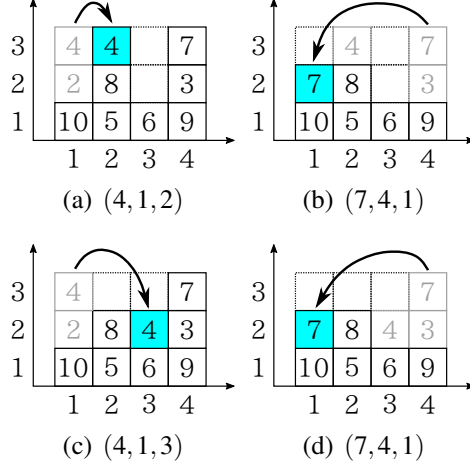 3 4 4 7
2 2 8 3
1 10 5 6 9
1 2 3 4
(a) (4,1,2)
3 4 7
2 7 8 3
1 10 5 6 9
1 2 3 4
(b) (7,4,1)
3 4 7
2 2 8 4 3
1 10 5 6 9
1 2 3 4
(c) (4,1,3)
3 7
2 7 8 4 3
1 10 5 6 9
1 2 3 4
(d) (7,4,1)